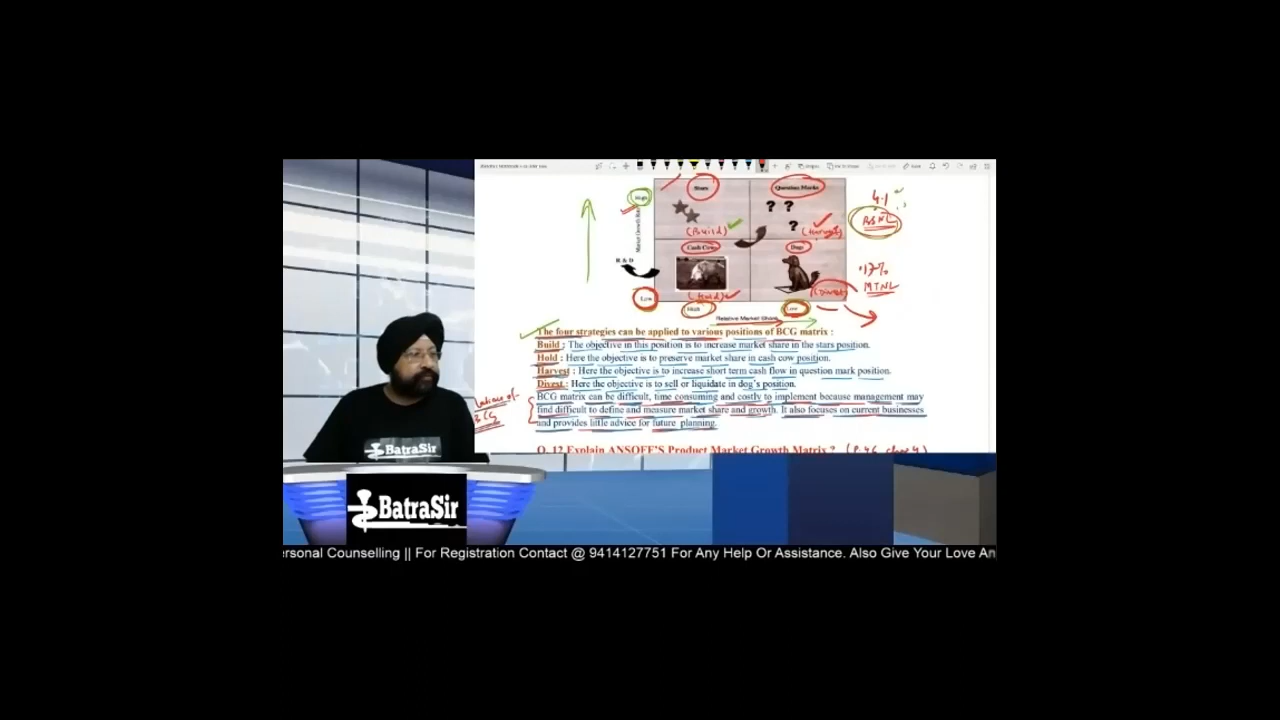 Stars
Question Marks
High
Market Growth Rate
(Build)
(Harvest)
4.1
BSNL
Cash Cow
Dogs
R & D
(Hold)
(Divest)
17%
MTNL
Low
High
Low
Relative Market Share
The four strategies can be applied to various positions of BCG matrix :
Build : The objective in this position is to increase market share in the stars position.
Hold : Here the objective is to preserve market share in cash cow position.
Harvest : Here the objective is to increase short term cash flow in question mark position.
Divest : Here the objective is to sell or liquidate in dog's position.
BCG matrix can be difficult, time consuming and costly to implement because management may
find difficult to define and measure market share and growth. It also focuses on current businesses
and provides little advice for future planning.
BCG
Q. 12 Explain ANSOFF'S Product Market Growth Matrix ?
BatraSir
BatraSir
ersonal Counselling || For Registration Contact @ 9414127751 For Any Help Or Assistance. Also Give Your Love An